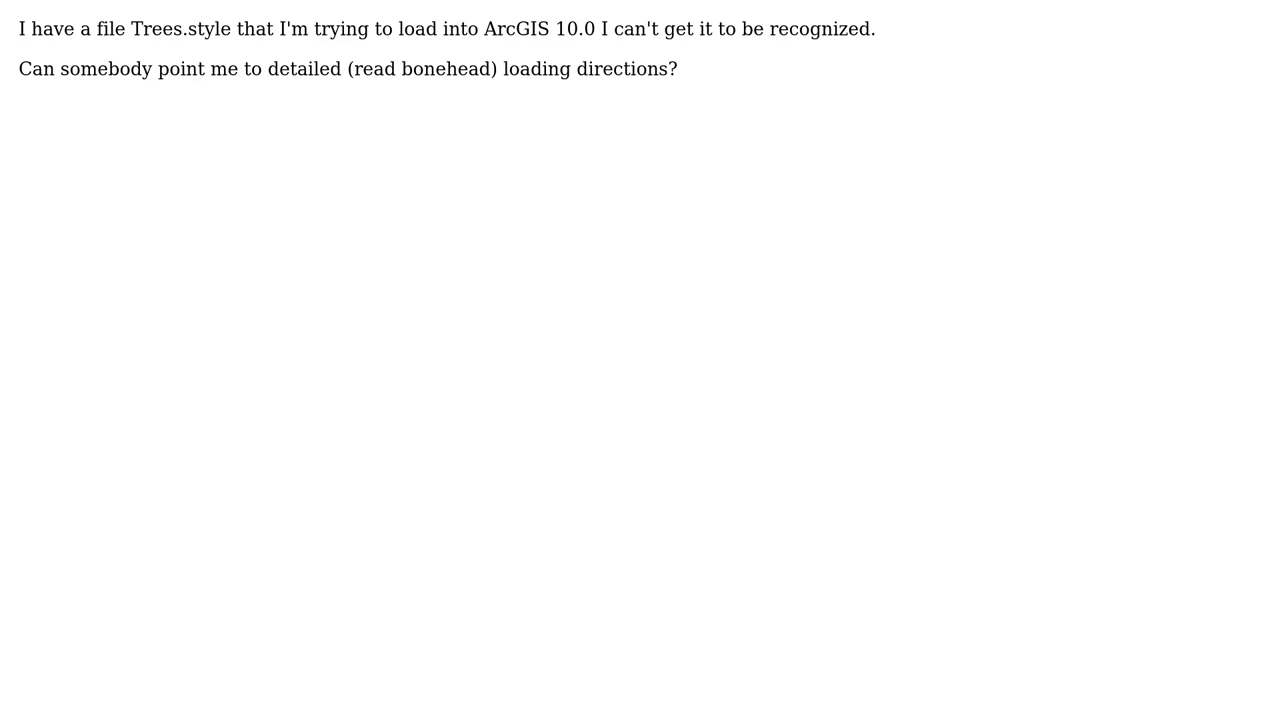 I have a file Trees.style that I'm trying to load into ArcGIS 10.0 I can't get it to be recognized.
Can somebody point me to detailed (read bonehead) loading directions?